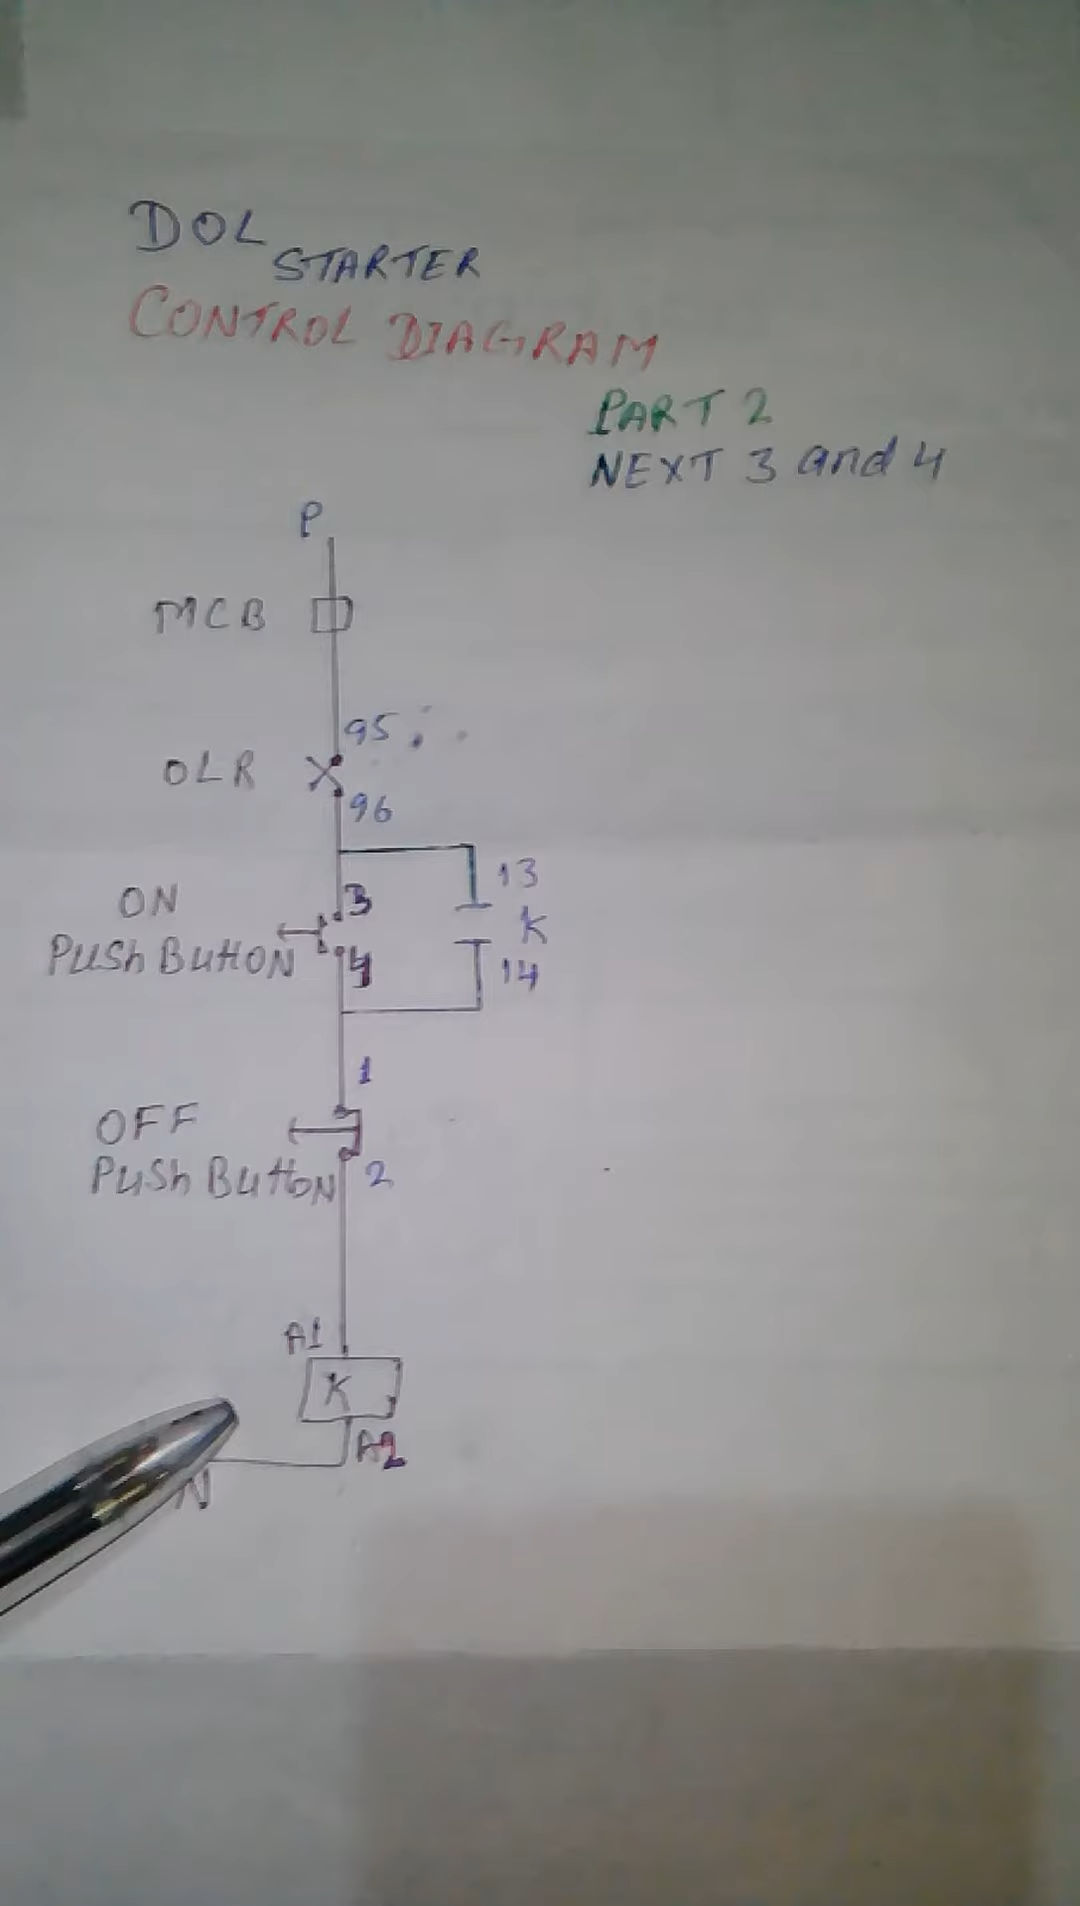 DOL
STARTER
CONTROL DIAGRAM
PART 2
NEXT 3 and 4
P
MCB
95
OLR
96
13
ON
3
K
Push Button
4
14
1
OFF
Push Button
2
A1
K
A2
N